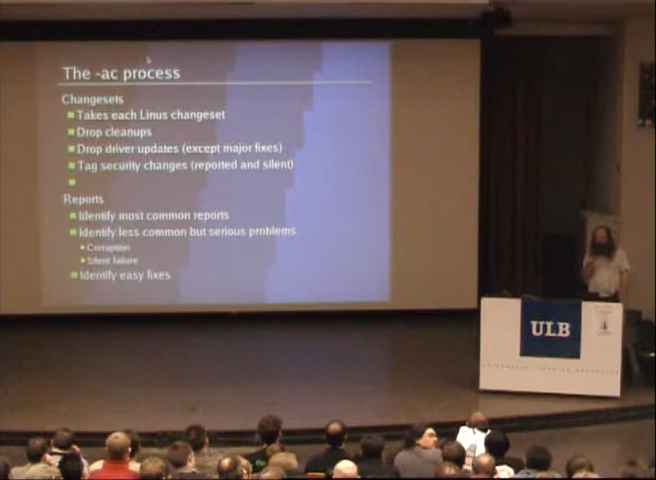 The -ac process
Changesets
Takes each Linus changeset
Drop cleanups
Drop driver updates (except major fixes)
Tag security changes (reported and silent)
Reports
Identify most common reports
Identify less common but serious problems
Corruption
Silent failure
Identify easy fixes
ULB